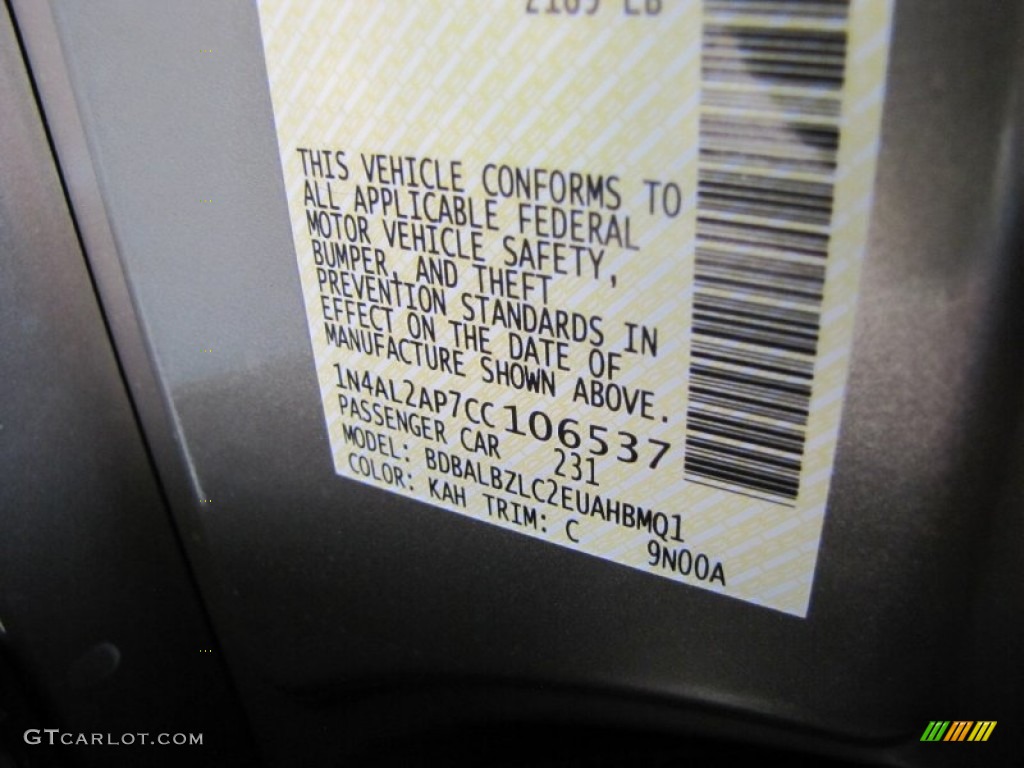 THIS VEHICLE CONFORMS TO
ALL APPLICABLE FEDERAL
MOTOR VEHICLE SAFETY,
BUMPER, AND THEFT
PREVENTION STANDARDS IN
EFFECT ON THE DATE OF
MANUFACTURE SHOWN ABOVE.
1N4AL2AP7CC106537
PASSENGER CAR 231
MODEL: BDBALBZLC2EUAHBMQ1
COLOR: KAH TRIM: C 9N00A
GTCARLOT.COM